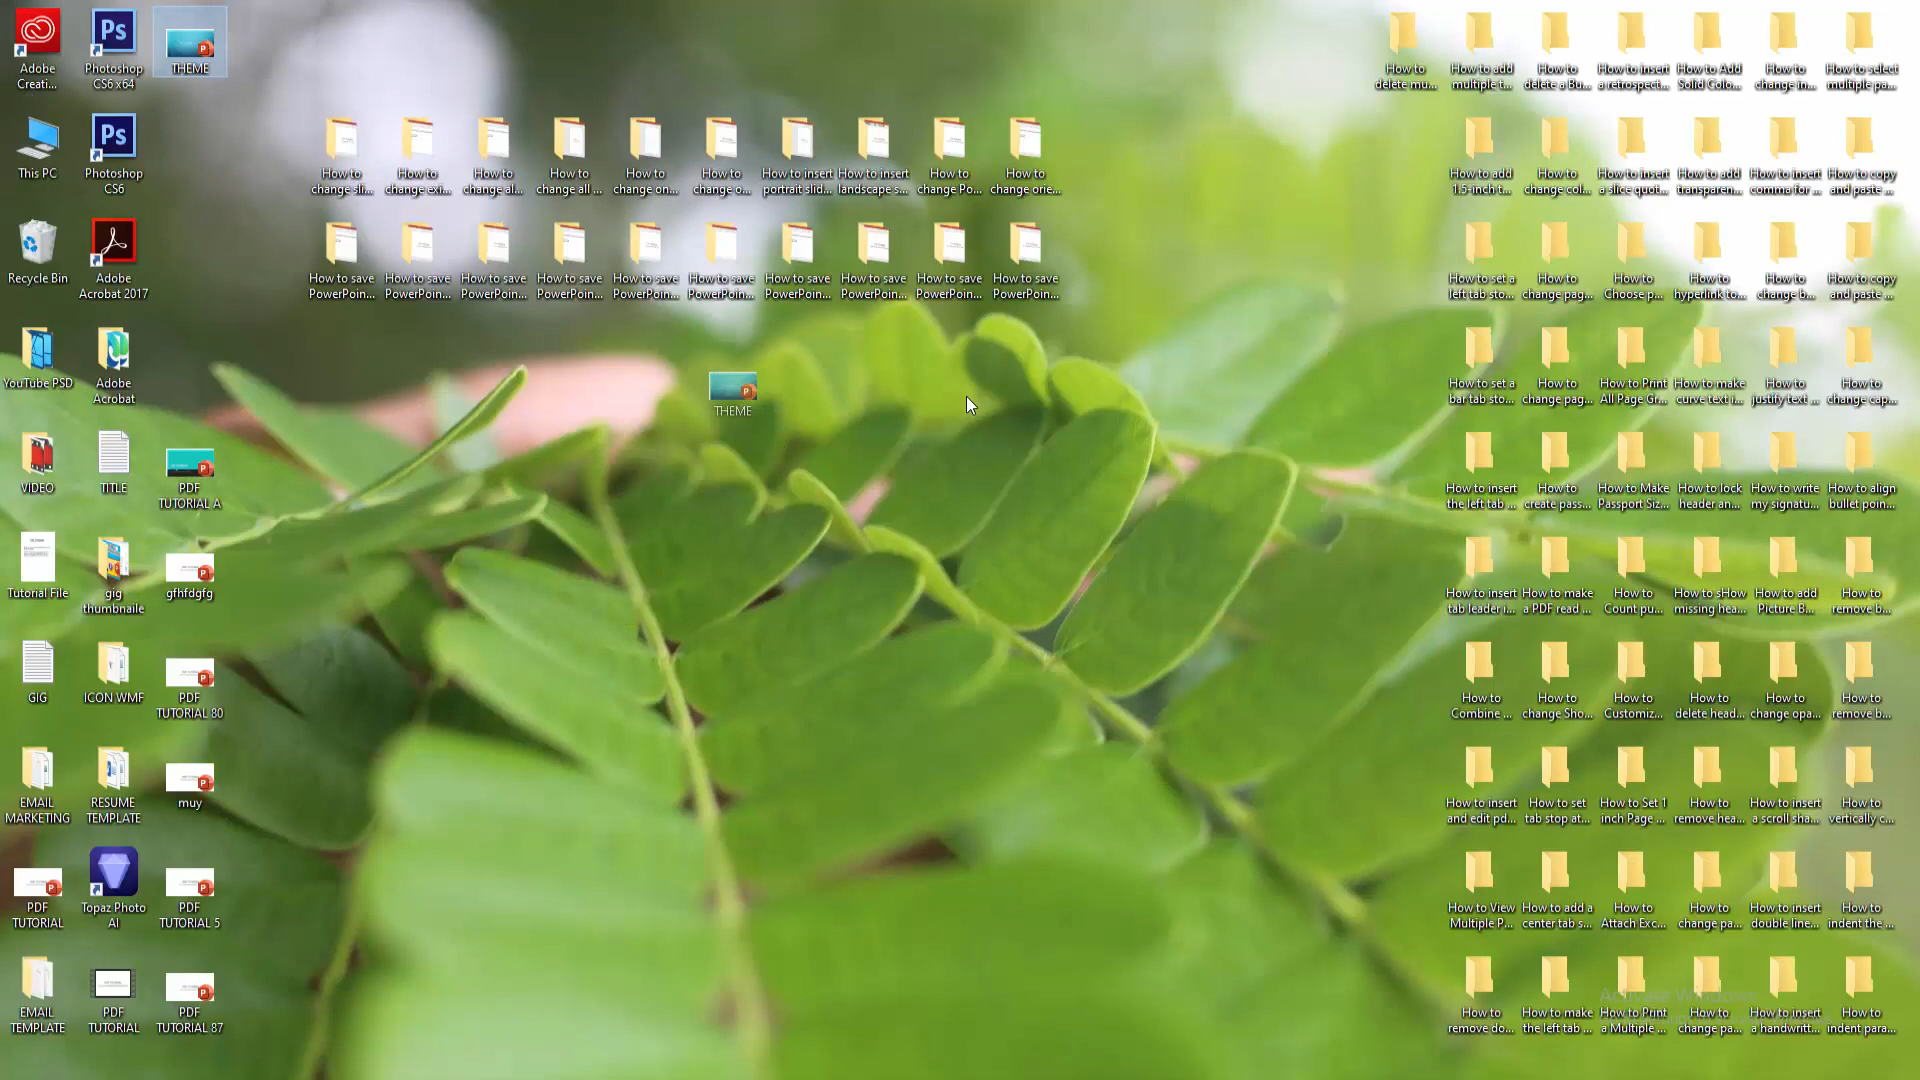 Adobe
Creati...
Photoshop
CS6 x64
THEME
This PC
Photoshop
CS6
Recycle Bin
Adobe
Acrobat 2017
YouTube PSD
Adobe
Acrobat
VIDEO
TITLE
PDF
TUTORIAL A
Tutorial File
gig
thumbnaile
gfhfdgfg
GIG
ICON WMF
PDF
TUTORIAL 80
EMAIL
MARKETING
RESUME
TEMPLATE
muy
PDF
TUTORIAL
Topaz Photo
AI
PDF
TUTORIAL 5
EMAIL
TEMPLATE
PDF
TUTORIAL
PDF
TUTORIAL 87
How to
change sli...
How to
change exi...
How to
change al...
How to
change all ...
How to
change on...
How to
change o...
How to insert
portrait slid...
How to insert
landscape s...
How to
change Po...
How to
change orie...
How to save
PowerPoin...
How to save
PowerPoin...
How to save
PowerPoin...
How to save
PowerPoin...
How to save
PowerPoin...
How to save
PowerPoin...
How to save
PowerPoin...
How to save
PowerPoin...
How to save
PowerPoin...
How to save
PowerPoin...
THEME
How to
delete mu...
How to add
multiple t...
How to
delete a Bu...
How to insert
a retrospect...
How to Add
Solid Colo...
How to
change in...
How to select
multiple pa...
How to add
1.5-inch t...
How to
change col...
How to insert
a slice quot...
How to add
transparen...
How to insert
comma for ...
How to copy
and paste ...
How to set a
left tab sto...
How to
change pag...
How to
Choose p...
How to
hyperlink to...
How to
change b...
How to copy
and paste ...
How to set a
bar tab sto...
How to
change pag...
How to Print
All Page Gr...
How to make
curve text i...
How to
justify text ...
How to
change cap...
How to insert
the left tab ...
How to
create pass...
How to Make
Passport Siz...
How to lock
header an...
How to write
my signatu...
How to align
bullet poin...
How to insert
tab leader i...
How to make
a PDF read ...
How to
Count pu...
How to sHow
missing hea...
How to add
Picture B...
How to
remove b...
How to
Combine ...
How to
change Sho...
How to
Customiz...
How to
delete head...
How to
change opa...
How to
remove b...
How to insert
and edit pd...
How to set
tab stop at...
How to Set 1
inch Page ...
How to
remove hea...
How to insert
a scroll sha...
How to
vertically c...
How to View
Multiple P...
How to add a
center tab s...
How to
Attach Exc...
How to
change pa...
How to insert
double line...
How to
indent the ...
Activate Windows
How to
remove do...
How to make
the left tab ...
How to Print
a Multiple ...
How to
change pa...
How to insert
a handwritt...
How to
indent para...